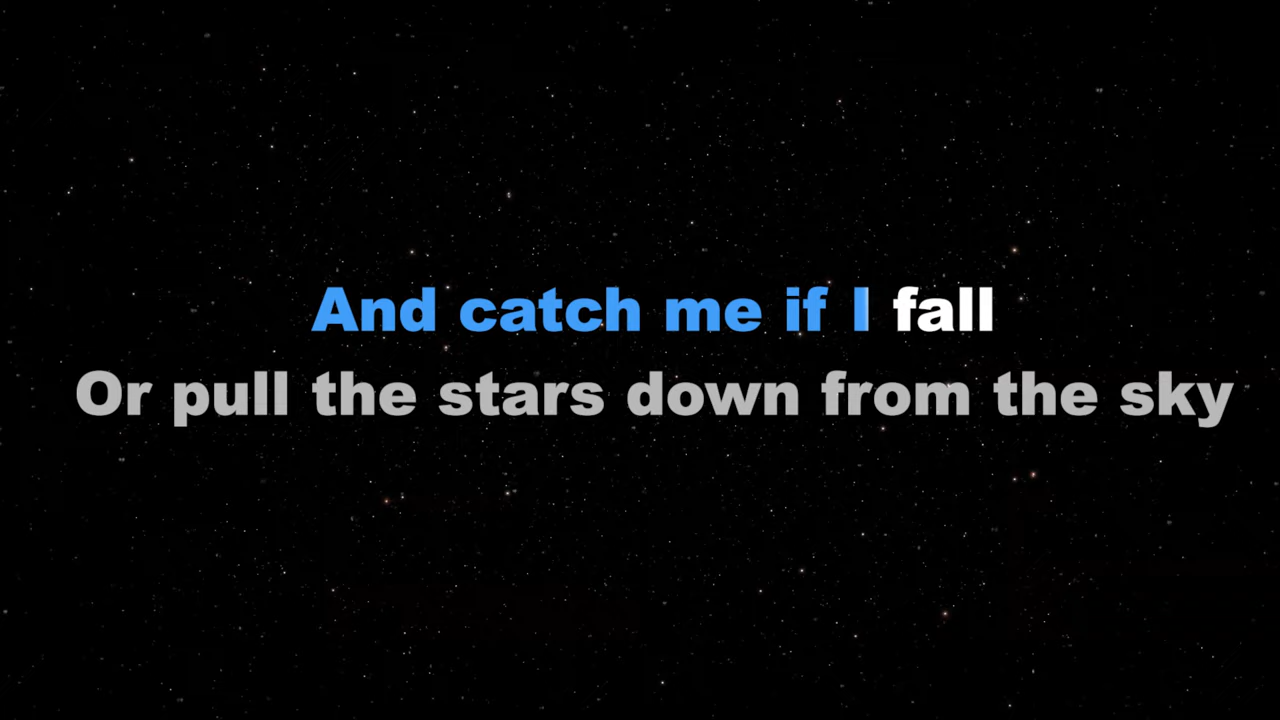 And catch me if I fall
Or pull the stars down from the sky